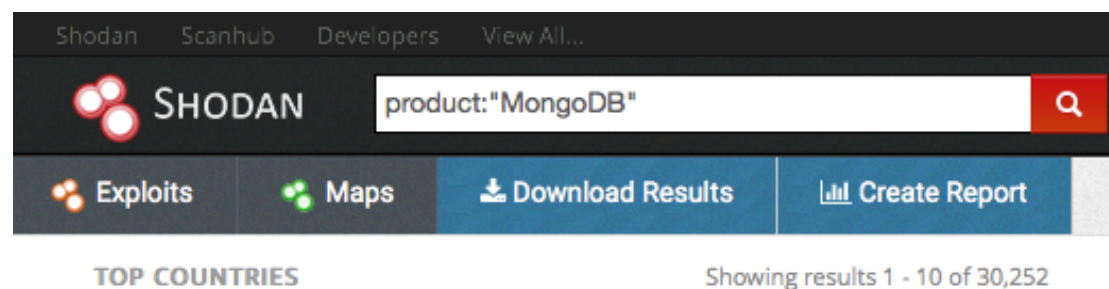 Shodan Scanhub Developers View All...
SHODAN product:"MongoDB"
Exploits Maps Download Results Create Report
TOP COUNTRIES Showing results 1 - 10 of 30,252